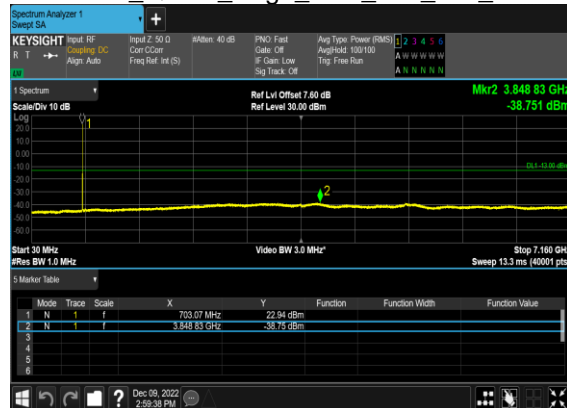 Spectrum Analyzer 1
Swept SA
+
KEYSIGHT Input: RF Input Z: 50 Ω #Atten: 40 dB PNO: Fast Avg Type: Power (RMS) 1 2 3 4 5 6
R T Coupling: DC Corr CCorr Gate: Off Avg|Hold: 100/100 A W W W W W
Align: Auto Freq Ref: Int (S) IF Gain: Low Trig: Free Run A N N N N N
Sig Track: Off
1 Spectrum Ref Lvl Offset 7.60 dB Mkr2 3.848 83 GHz
Scale/Div 10 dB Ref Level 30.00 dBm -38.751 dBm
Log
1
20.0
10.0
0.00
-10.0 DL1 -13.00 dBm
-20.0
-30.0 2
-40.0
-50.0
-60.0
Start 30 MHz Video BW 3.0 MHz* Stop 7.160 GHz
#Res BW 1.0 MHz Sweep 13.3 ms (40001 pts)
5 Marker Table
Mode Trace Scale X Y Function Function Width Function Value
1 N 1 f 703.07 MHz 22.94 dBm
2 N 1 f 3.848 83 GHz -38.75 dBm
3
4
5
6
? Dec 09, 2022
2:59:38 PM